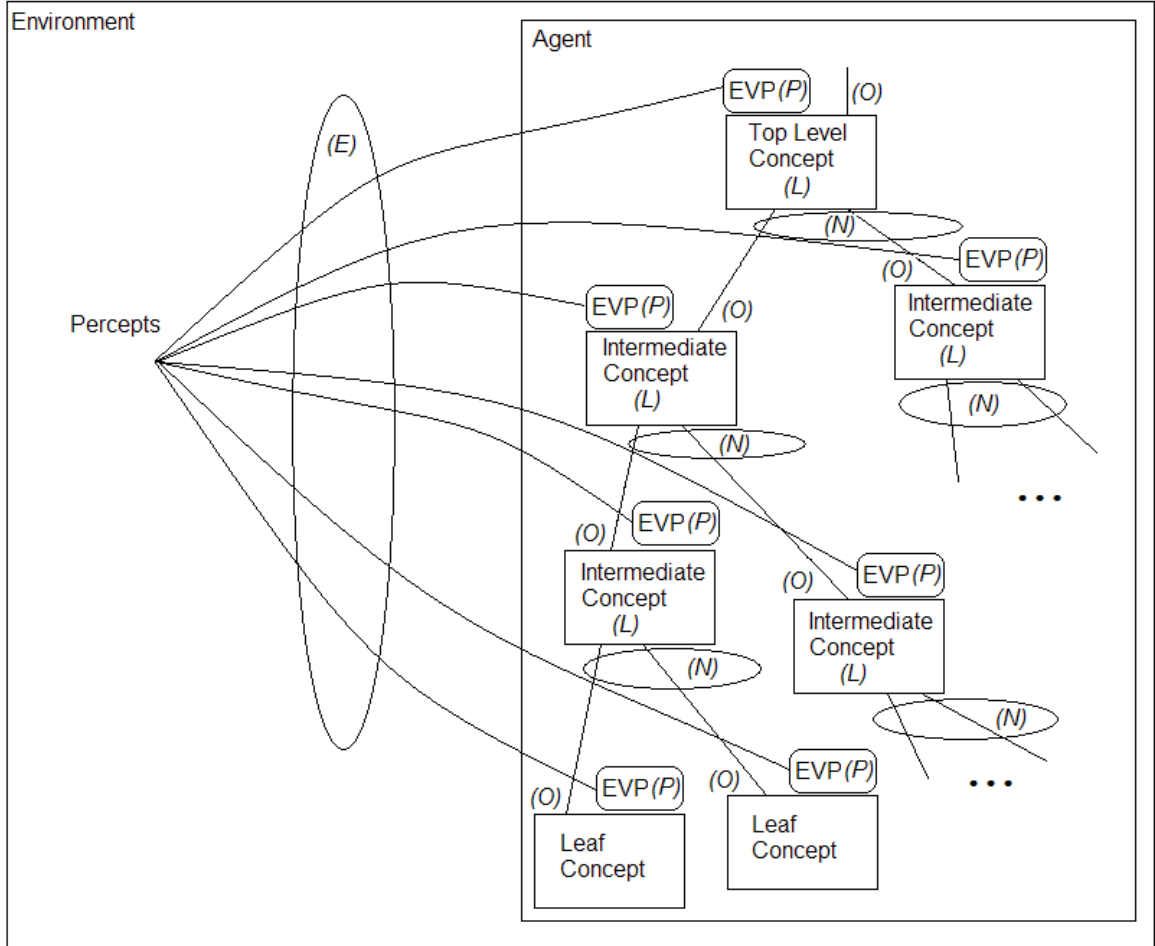 Environment
Agent
EVP(P)
(O)
(E)
Top Level
Concept
(L)
(N)
(O)
EVP(P)
EVP(P)
(O)
Percepts
Intermediate
Concept
(L)
Intermediate
Concept
(L)
(N)
(N)
...
(O)
EVP(P)
(O)
EVP(P)
Intermediate
Concept
(L)
Intermediate
Concept
(L)
(N)
(N)
(O)
EVP(P)
(O)
EVP(P)
...
Leaf
Concept
Leaf
Concept